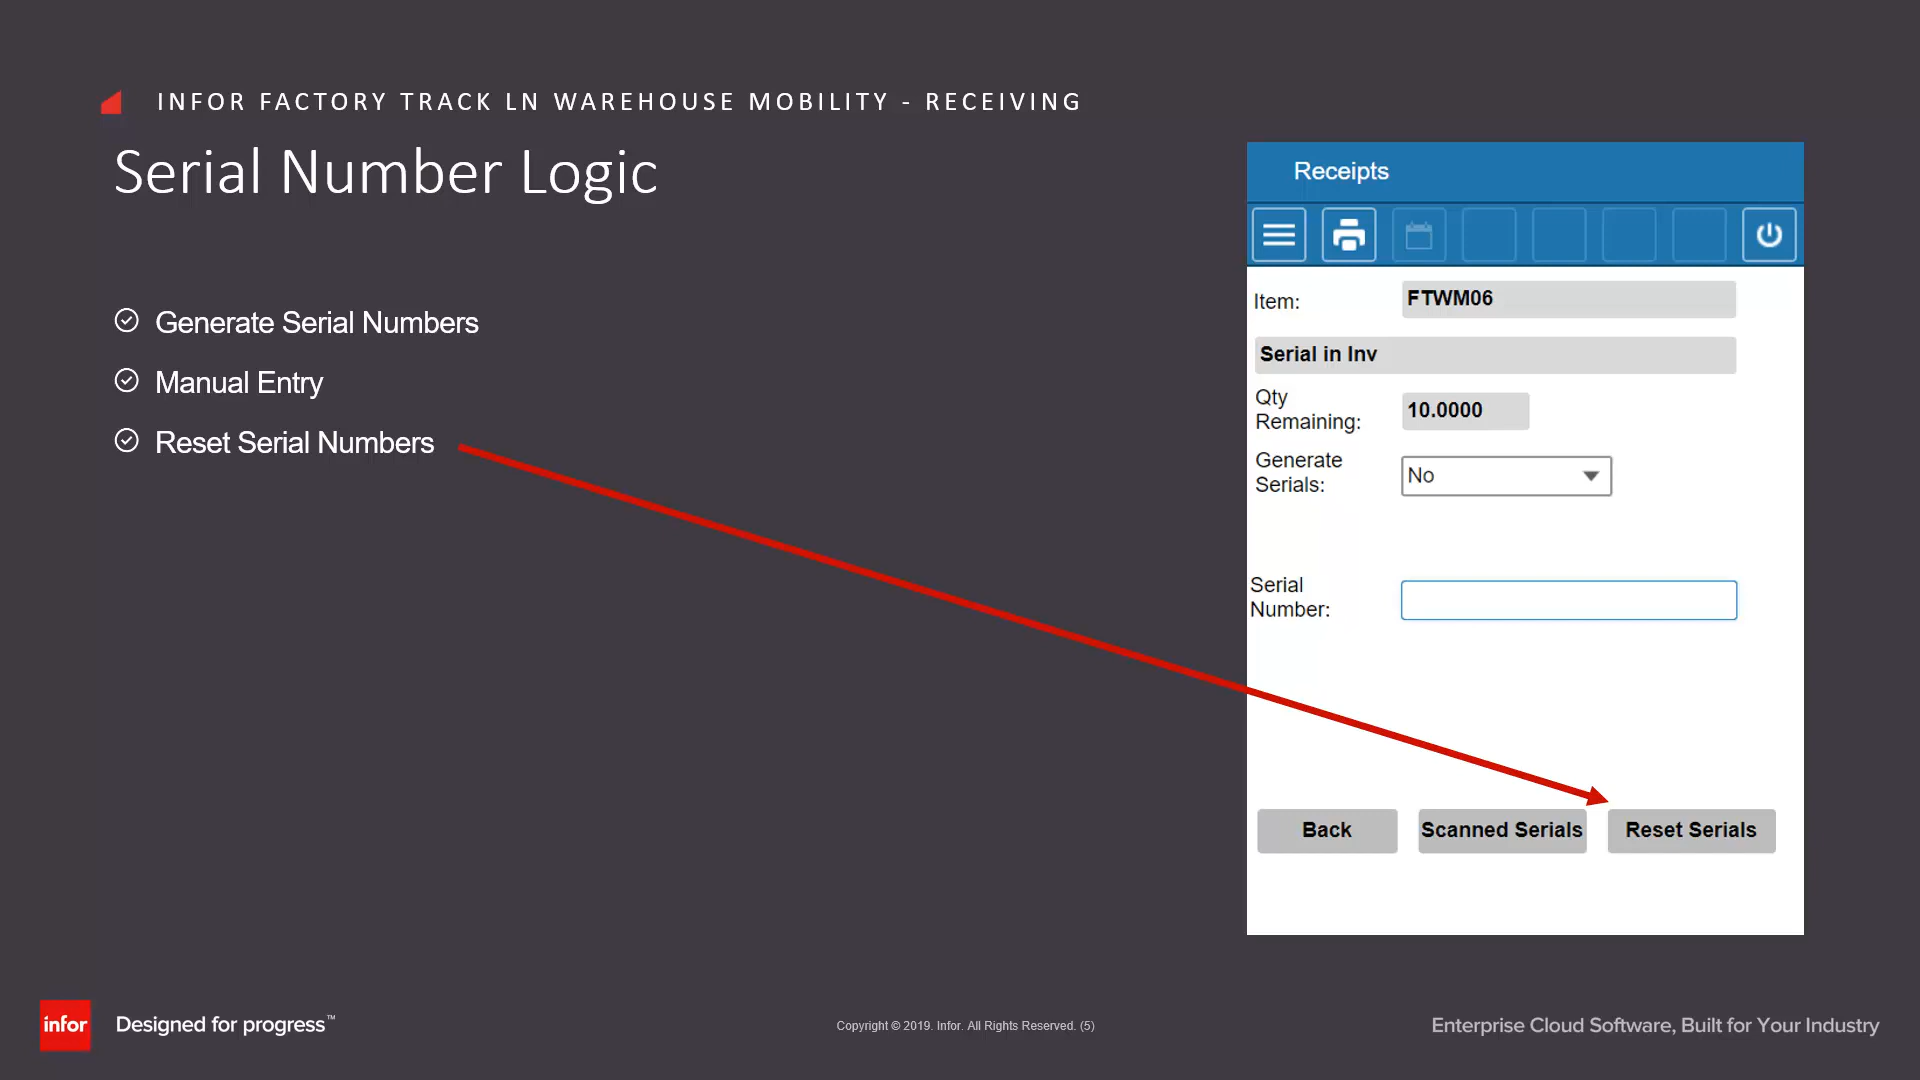 INFOR FACTORY TRACK LN WAREHOUSE MOBILITY - RECEIVING
Serial Number Logic
Generate Serial Numbers
Manual Entry
Reset Serial Numbers
Receipts
Item: FTWM06
Serial in Inv
Qty
Remaining: 10.0000
Generate
Serials: No
Serial
Number:
Back Scanned Serials Reset Serials
infor Designed for progress™
Copyright © 2019. Infor. All Rights Reserved. (5)
Enterprise Cloud Software, Built for Your Industry